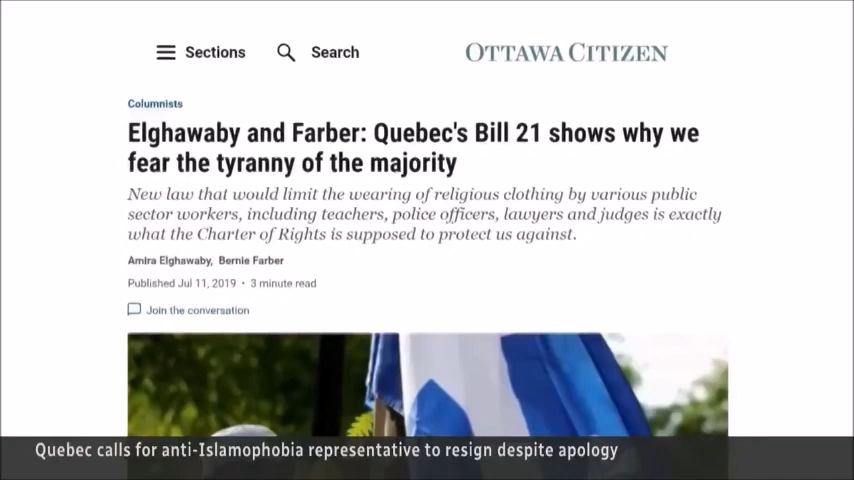 Sections Search OTTAWA CITIZEN
Columnists
Elghawaby and Farber: Quebec's Bill 21 shows why we
fear the tyranny of the majority
New law that would limit the wearing of religious clothing by various public
sector workers, including teachers, police officers, lawyers and judges is exactly
what the Charter of Rights is supposed to protect us against.
Amira Elghawaby, Bernie Farber
Published Jul 11, 2019 • 3 minute read
Join the conversation
Quebec calls for anti-Islamophobia representative to resign despite apology